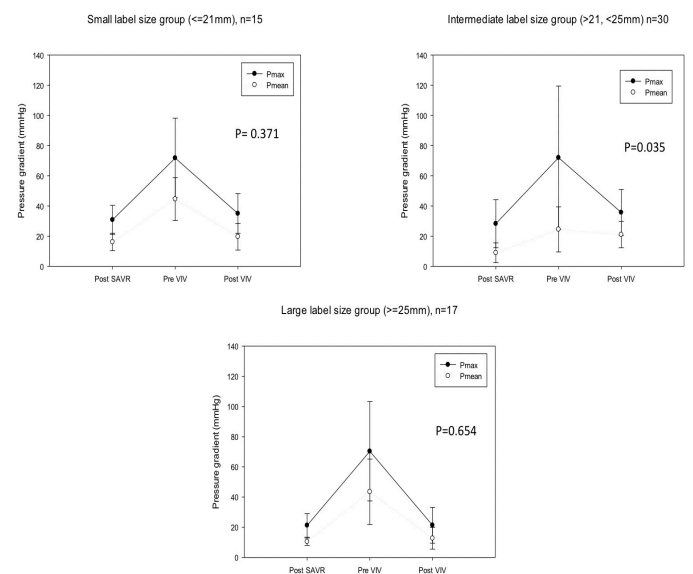 Small label size group (<=21mm), n=15
140
120
100
80
60
40
20
0
Pressure gradient (mmHg)
Pmax
Pmean
P= 0.371
Post SAVR Pre VIV Post VIV
Intermediate label size group (>21, <25mm) n=30
140
120
100
80
60
40
20
0
Pressure gradient (mmHg)
Pmax
Pmean
P=0.035
Post SAVR Pre VIV Post VIV
Large label size group (>=25mm), n=17
140
120
100
80
60
40
20
0
Pressure gradient (mmHg)
Pmax
Pmean
P=0.654
Post SAVR Pre VIV Post VIV